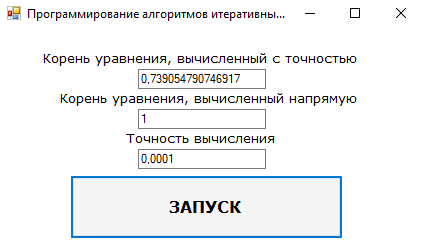 Программирование алгоритмов итеративны...
Корень уравнения, вычисленный с точностью
0,739054790746917
Корень уравнения, вычисленный напрямую
1
Точность вычисления
0,0001
ЗАПУСК